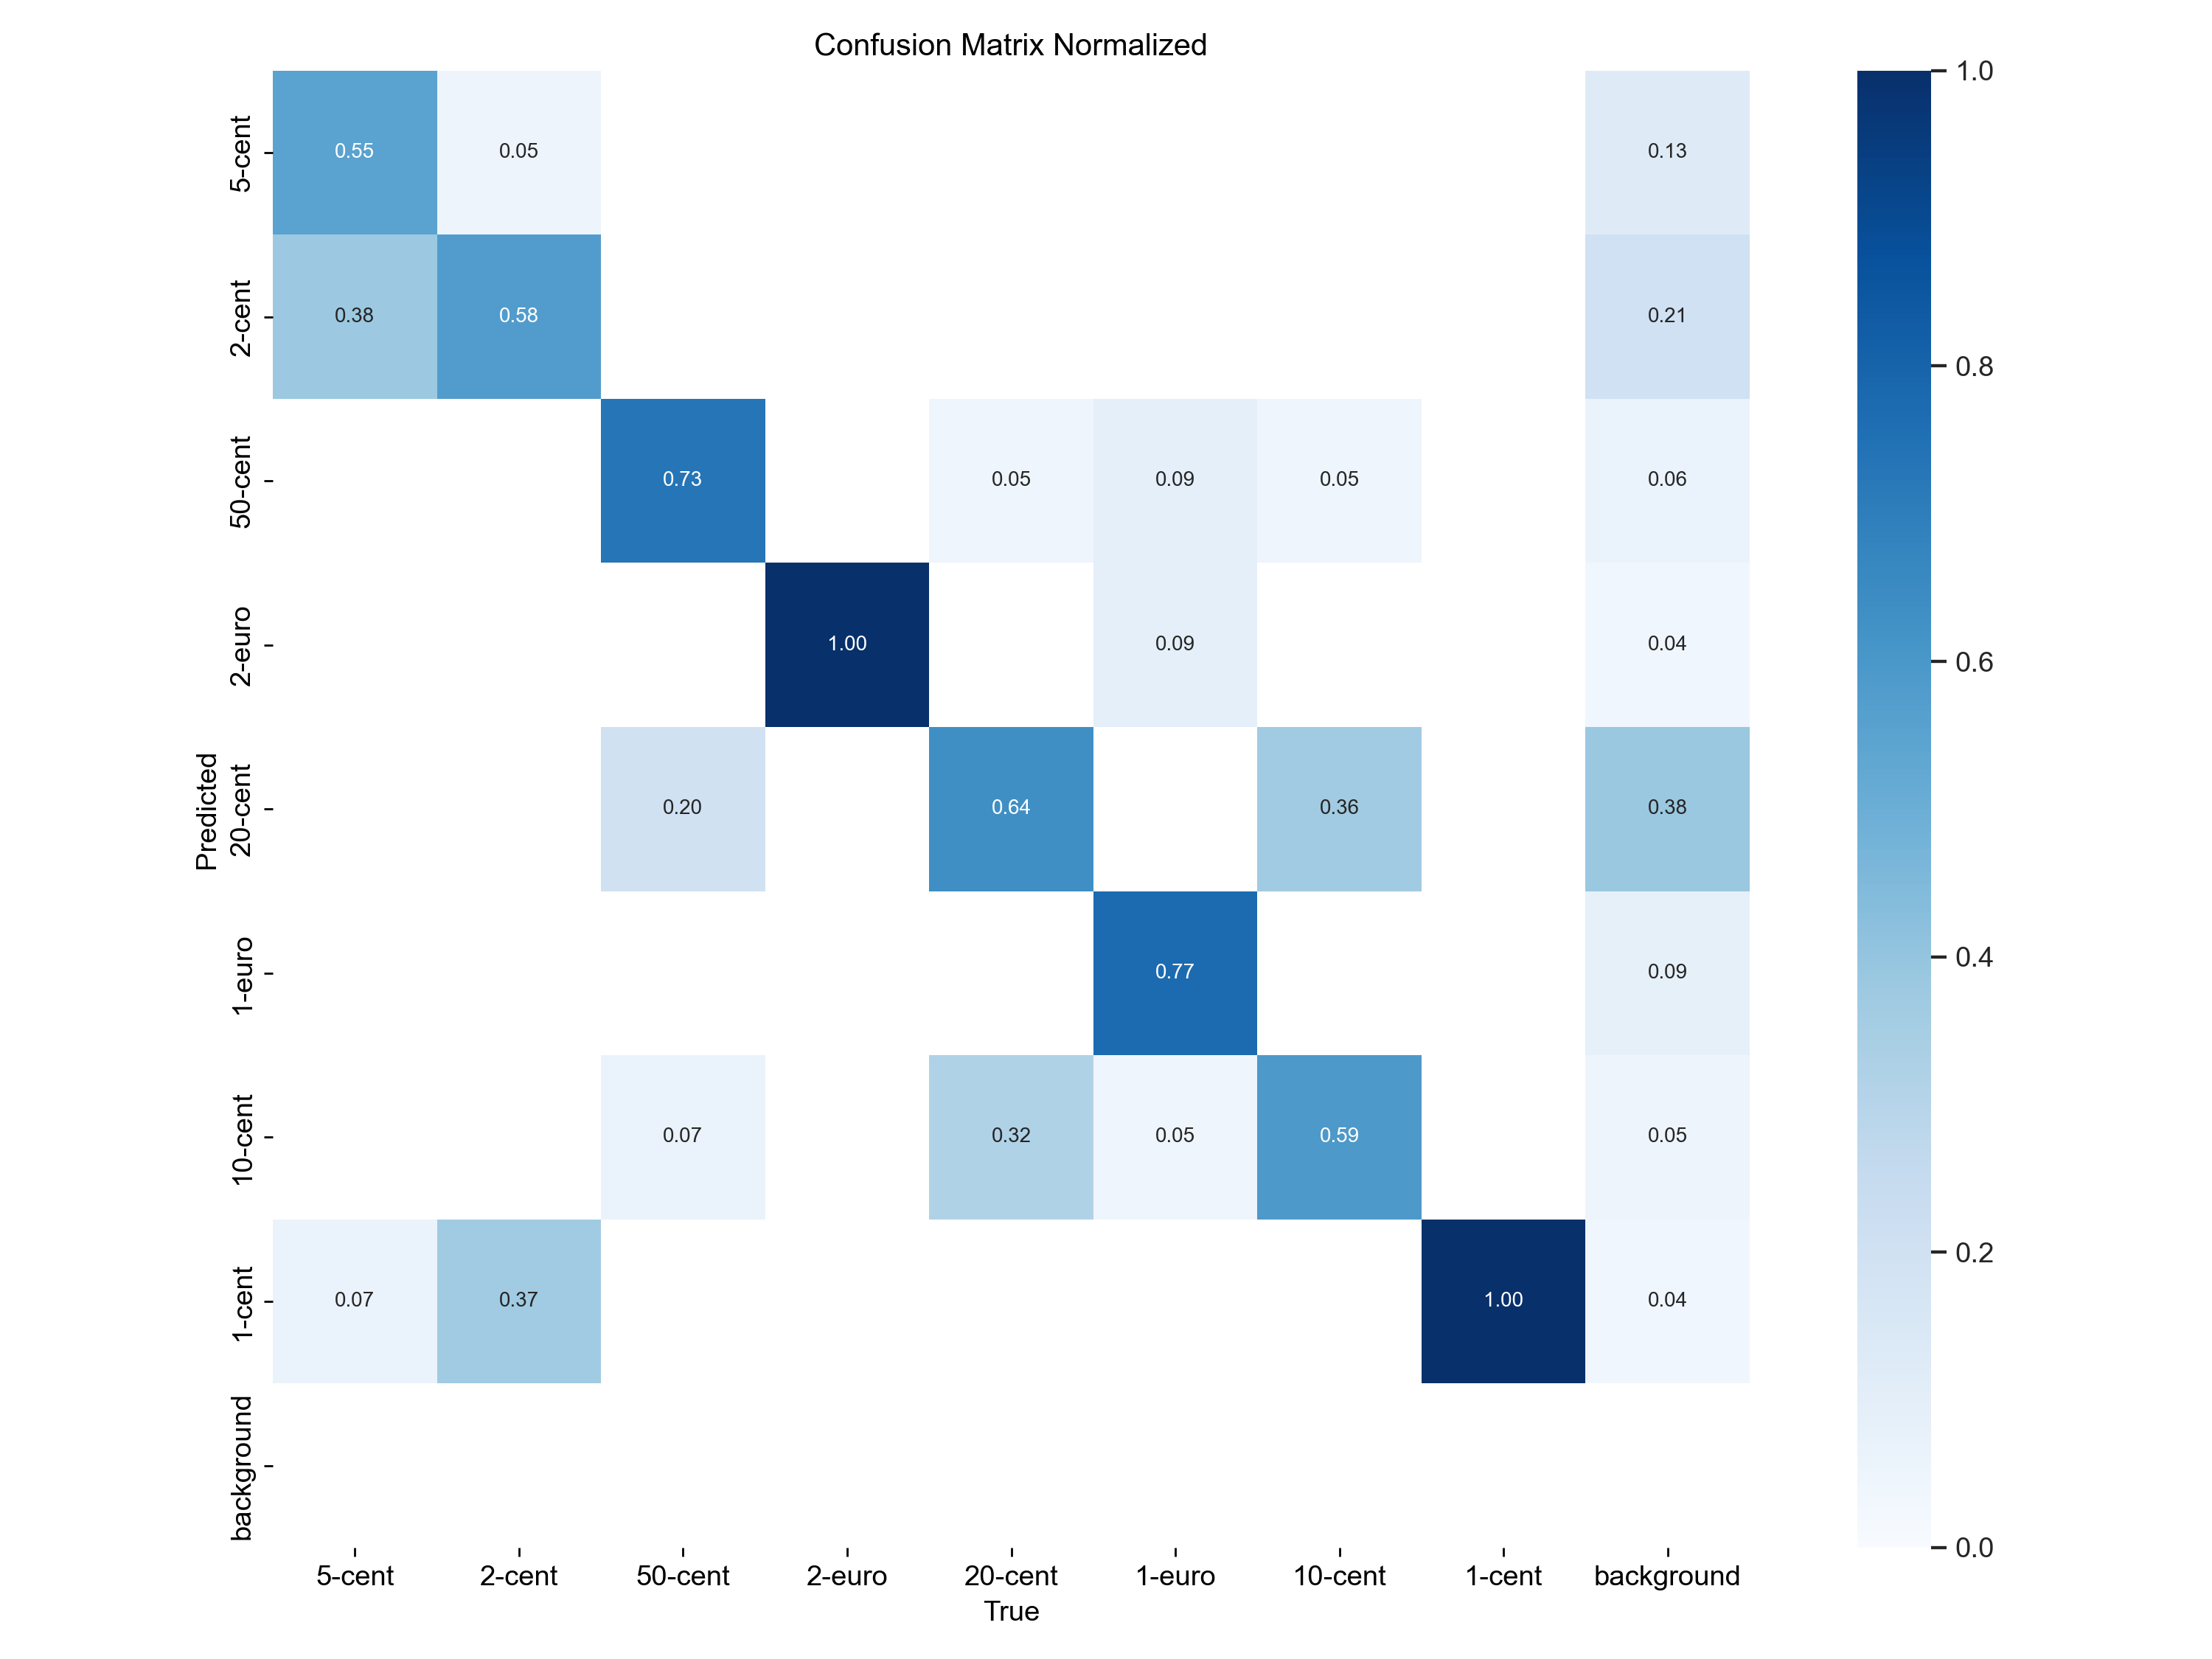 Confusion Matrix Normalized
Predicted
5-cent
0.55
0.05
0.13
2-cent
0.38
0.58
0.21
50-cent
0.73
0.05
0.09
0.05
0.06
2-euro
1.00
0.09
0.04
20-cent
0.20
0.64
0.36
0.38
1-euro
0.77
0.09
10-cent
0.07
0.32
0.05
0.59
0.05
1-cent
0.07
0.37
1.00
0.04
background
5-cent
2-cent
50-cent
2-euro
20-cent
1-euro
10-cent
1-cent
background
True
1.0
0.8
0.6
0.4
0.2
0.0